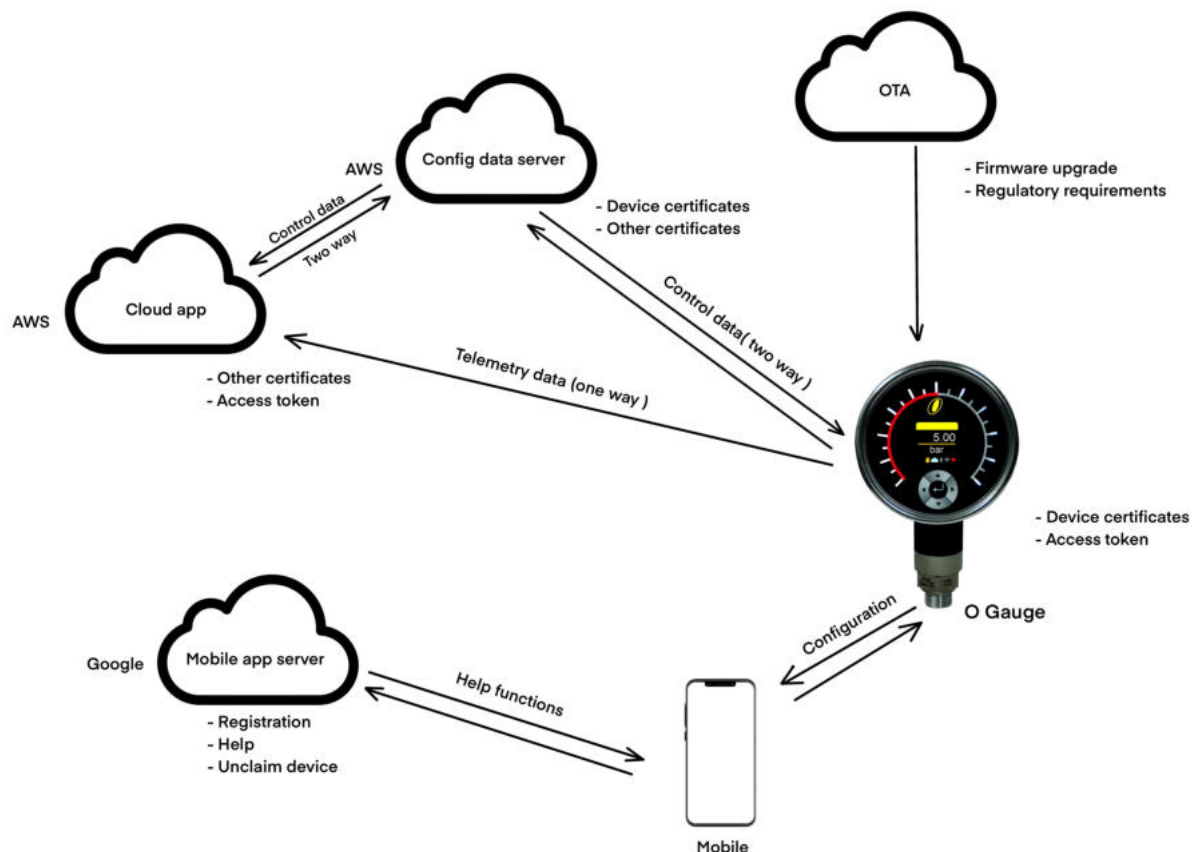 OTA
- Firmware upgrade
- Regulatory requirements
AWS
Config data server
- Device certificates
- Other certificates
Control data
Two way
AWS
Cloud app
- Other certificates
- Access token
Control data( two way )
Telemetry data (one way )
5.00
bar
- Device certificates
- Access token
O Gauge
Configuration
Google
Mobile app server
- Registration
- Help
- Unclaim device
Help functions
Mobile